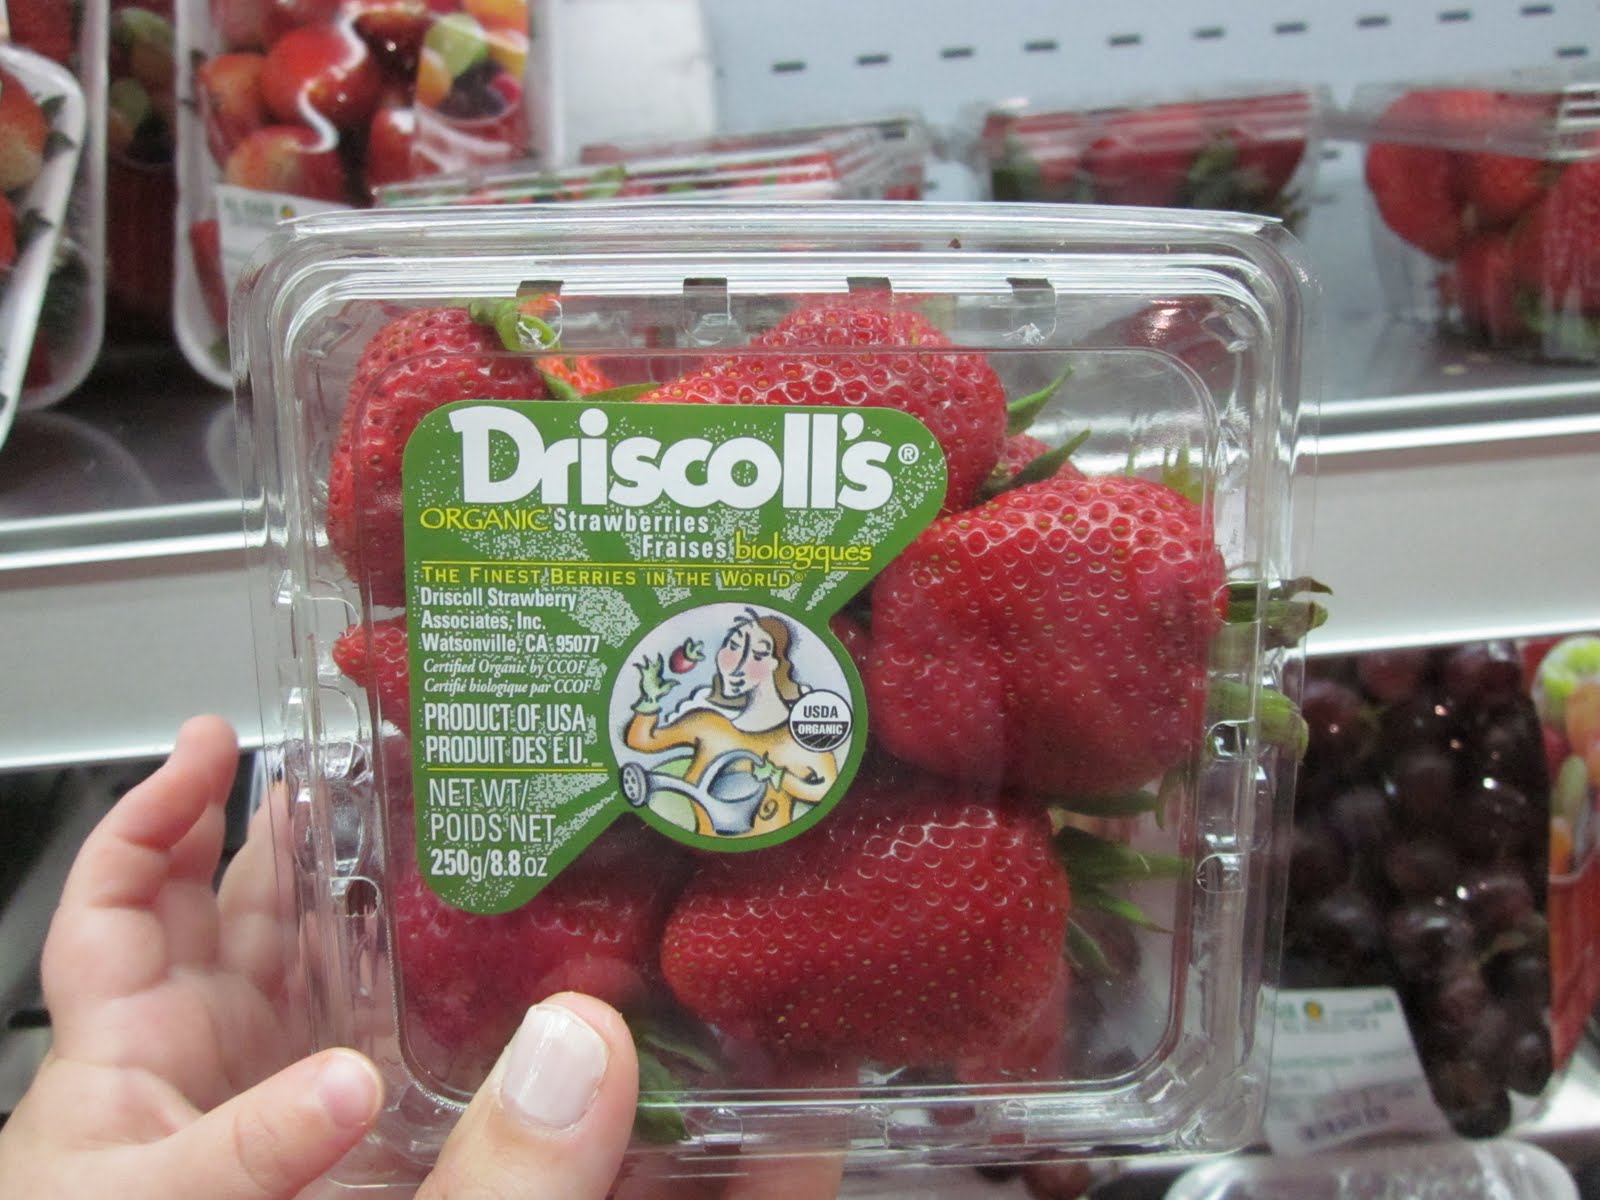 Driscoll's®
ORGANIC Strawberries
Fraises biologiques
THE FINEST BERRIES IN THE WORLD®
Driscoll Strawberry
Associates, Inc.
Watsonville, CA 95077
Certified Organic by CCOF
Certifié biologique par CCOF
PRODUCT OF USA
PRODUIT DES É.U.
NET WT/
POIDS NET
250g/8.8 OZ
USDA
ORGANIC